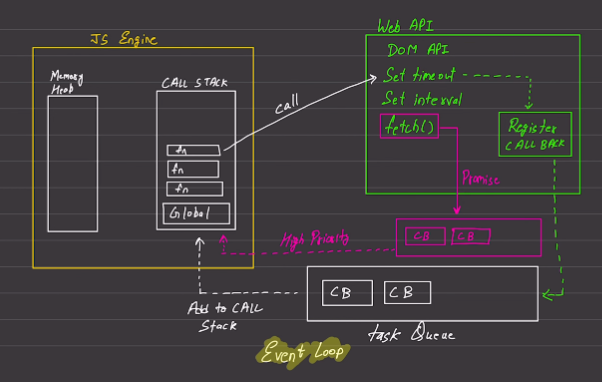 JS Engine
Memory
Heap
CALL STACK
fn
fn
fn
Global
call
Web API
DOM API
Set timeout
Set interval
fetch()
Register
CALL BACK
Promise
High Priority
CB CB
CB CB
Add to CALL
Stack
task Queue
Event Loop